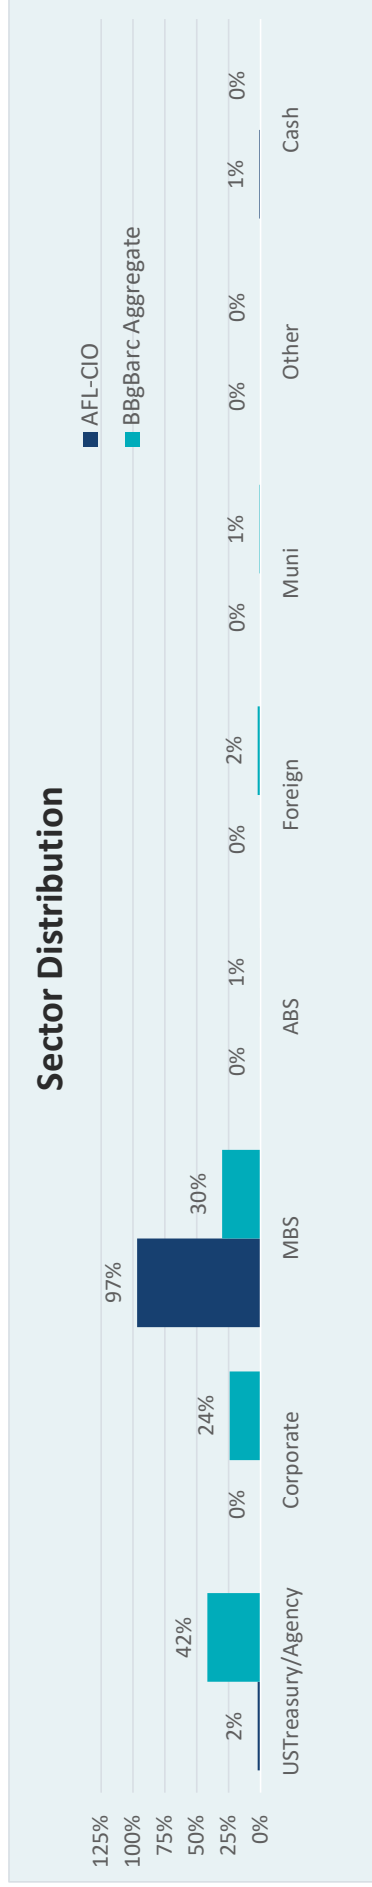 Sector Distribution
AFL-CIO
BBgBarc Aggregate
125%
100%
75%
50%
25%
0%
2%
42%
0%
24%
97%
30%
0%
1%
0%
2%
0%
1%
0%
0%
1%
0%
USTreasury/Agency
Corporate
MBS
ABS
Foreign
Muni
Other
Cash